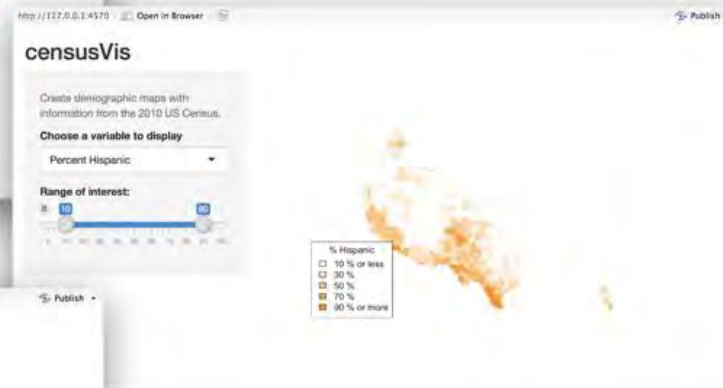 http://127.0.0.1:4570 Open in Browser
Publish
censusVis
Create demographic maps with
information from the 2010 US Census.
Choose a variable to display
Percent Hispanic
Range of interest:
10 90
% Hispanic
10 % or less
30 %
50 %
70 %
90 % or more
Publish